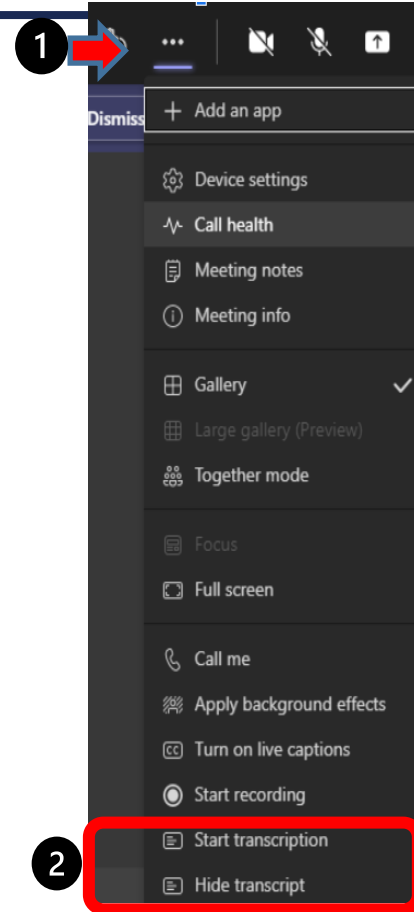 1
Dismiss
Add an app
Device settings
Call health
Meeting notes
Meeting info
Gallery
Large gallery (Preview)
Together mode
Focus
Full screen
Call me
Apply background effects
CC Turn on live captions
Start recording
2
Start transcription
Hide transcript